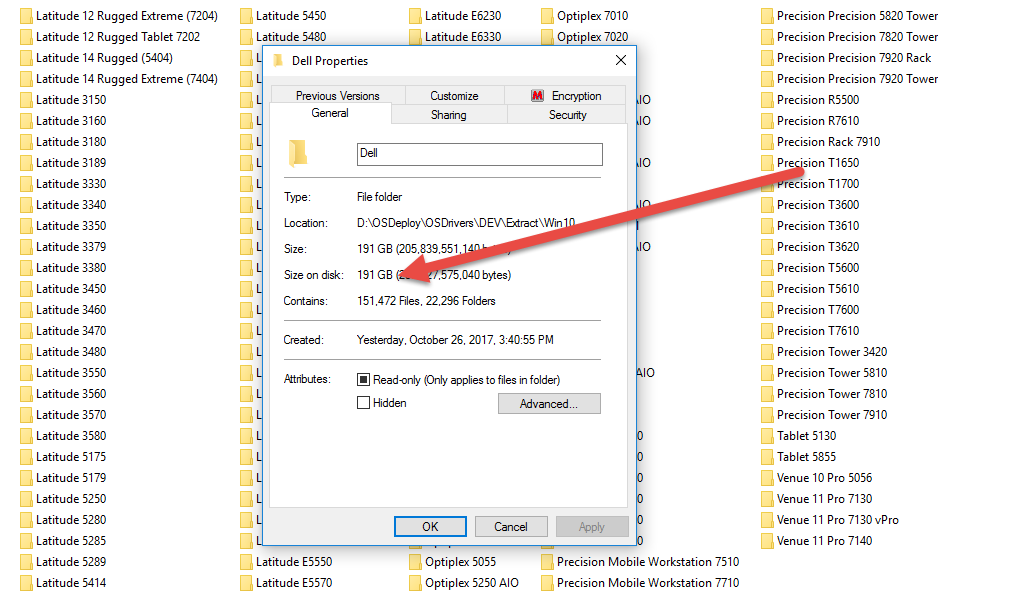 Latitude 12 Rugged Extreme (7204)
Latitude 12 Rugged Tablet 7202
Latitude 14 Rugged (5404)
Latitude 14 Rugged Extreme (7404)
Latitude 3150
Latitude 3160
Latitude 3180
Latitude 3189
Latitude 3330
Latitude 3340
Latitude 3350
Latitude 3379
Latitude 3380
Latitude 3450
Latitude 3460
Latitude 3470
Latitude 3480
Latitude 3550
Latitude 3560
Latitude 3570
Latitude 3580
Latitude 5175
Latitude 5179
Latitude 5250
Latitude 5280
Latitude 5285
Latitude 5289
Latitude 5414
Latitude 5450
Latitude 5480
Latitude E5550
Latitude E5570
Latitude E6230
Latitude E6330
Optiplex 5055
Optiplex 5250 AIO
Optiplex 7010
Optiplex 7020
AIO
Precision Mobile Workstation 7510
Precision Mobile Workstation 7710
Precision Precision 5820 Tower
Precision Precision 7820 Tower
Precision Precision 7920 Rack
Precision Precision 7920 Tower
Precision R5500
Precision R7610
Precision Rack 7910
Precision T1650
Precision T1700
Precision T3600
Precision T3610
Precision T3620
Precision T5600
Precision T5610
Precision T7600
Precision T7610
Precision Tower 3420
Precision Tower 5810
Precision Tower 7810
Precision Tower 7910
Tablet 5130
Tablet 5855
Venue 10 Pro 5056
Venue 11 Pro 7130
Venue 11 Pro 7130 vPro
Venue 11 Pro 7140
Dell Properties
Previous Versions
Customize
Encryption
General
Sharing
Security
Dell
Type: File folder
Location: D:\OSDeploy\OSDrivers\DEV\Extract\Win10
Size: 191 GB (205,839,551,140
Size on disk: 191 GB 575,040 bytes)
Contains: 151,472 Files, 22,296 Folders
Created: Yesterday, October 26, 2017, 3:40:55 PM
Attributes: Read-only (Only applies to files in folder)
Hidden
Advanced...
OK
Cancel
Apply